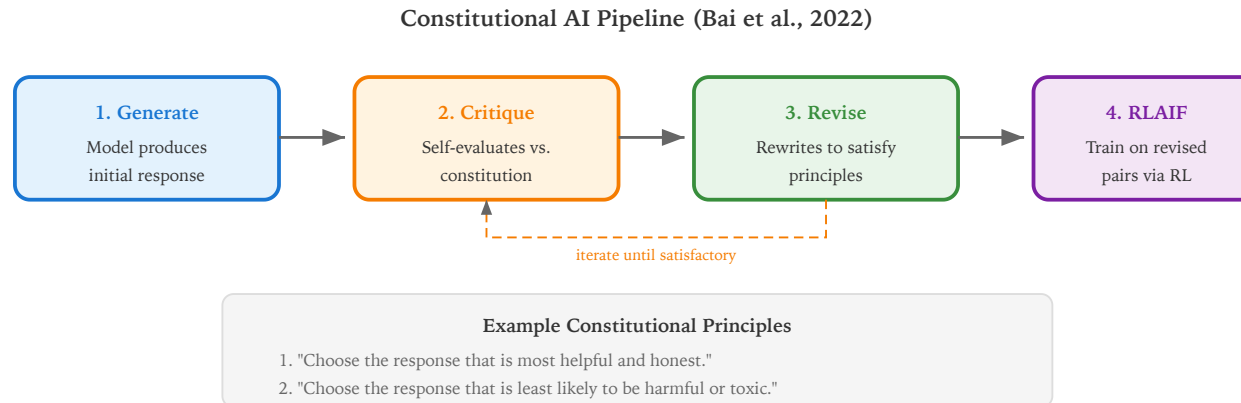 Constitutional AI Pipeline (Bai et al., 2022)
1. Generate
Model produces
initial response
2. Critique
Self-evaluates vs.
constitution
3. Revise
Rewrites to satisfy
principles
4. RLAIF
Train on revised
pairs via RL
iterate until satisfactory
Example Constitutional Principles
1. "Choose the response that is most helpful and honest."
2. "Choose the response that is least likely to be harmful or toxic."